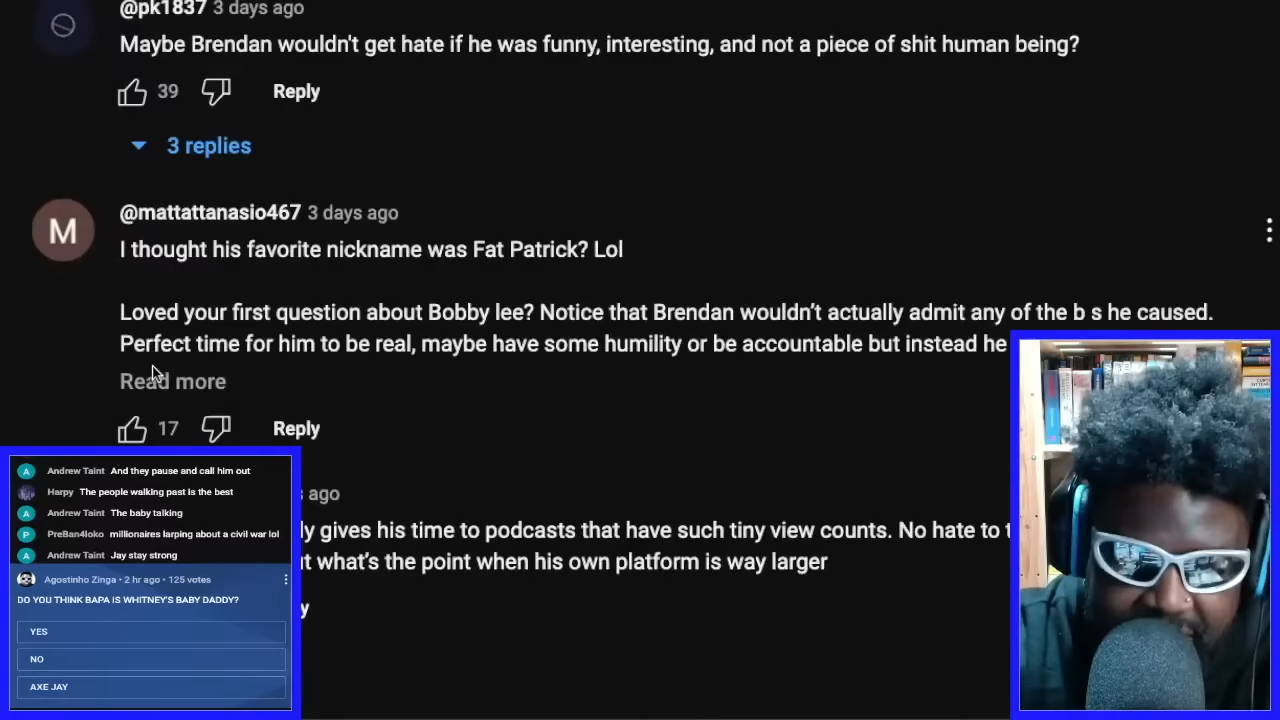 @pk1837 3 days ago
Maybe Brendan wouldn't get hate if he was funny, interesting, and not a piece of shit human being?
39 Reply
3 replies
M
@mattattanasio467 3 days ago
I thought his favorite nickname was Fat Patrick? Lol
Loved your first question about Bobby lee? Notice that Brendan wouldn't actually admit any of the b s he caused.
Perfect time for him to be real, maybe have some humility or be accountable but instead he
Read more
17 Reply
s ago
ly gives his time to podcasts that have such tiny view counts. No hate to t
t what's the point when his own platform is way larger
y
A Andrew Taint And they pause and call him out
Harpy The people walking past is the best
A Andrew Taint The baby talking
P PreBan4loko millionaires larping about a civil war lol
A Andrew Taint Jay stay strong
Agostinho Zinga • 2 hr ago • 125 votes
DO YOU THINK BAPA IS WHITNEY'S BABY DADDY?
YES
NO
AXE JAY